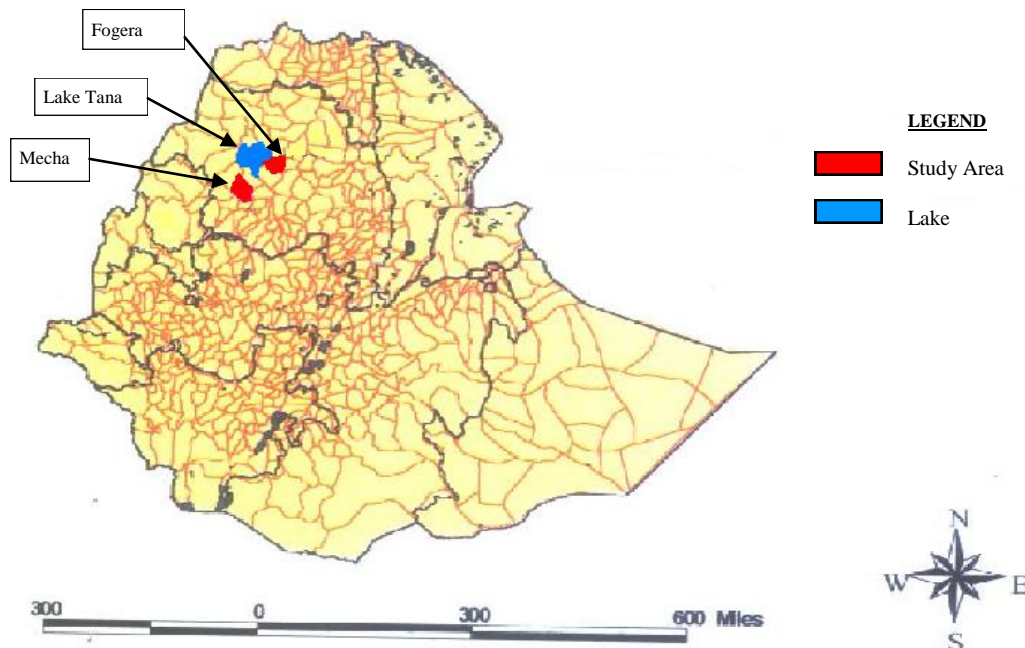 Fogera
Lake Tana
Mecha
LEGEND
Study Area
Lake
N
W E
S
300 0 300 600 Miles